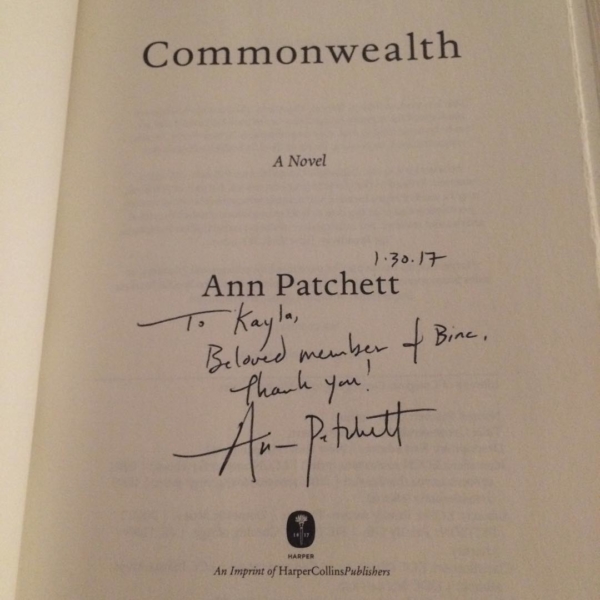 Commonwealth
A Novel
1.30.17
Ann Patchett
To Kayla,
Beloved member of Binc.
Thank you!
Ann Patchett
1817
HARPER
An Imprint of HarperCollinsPublishers